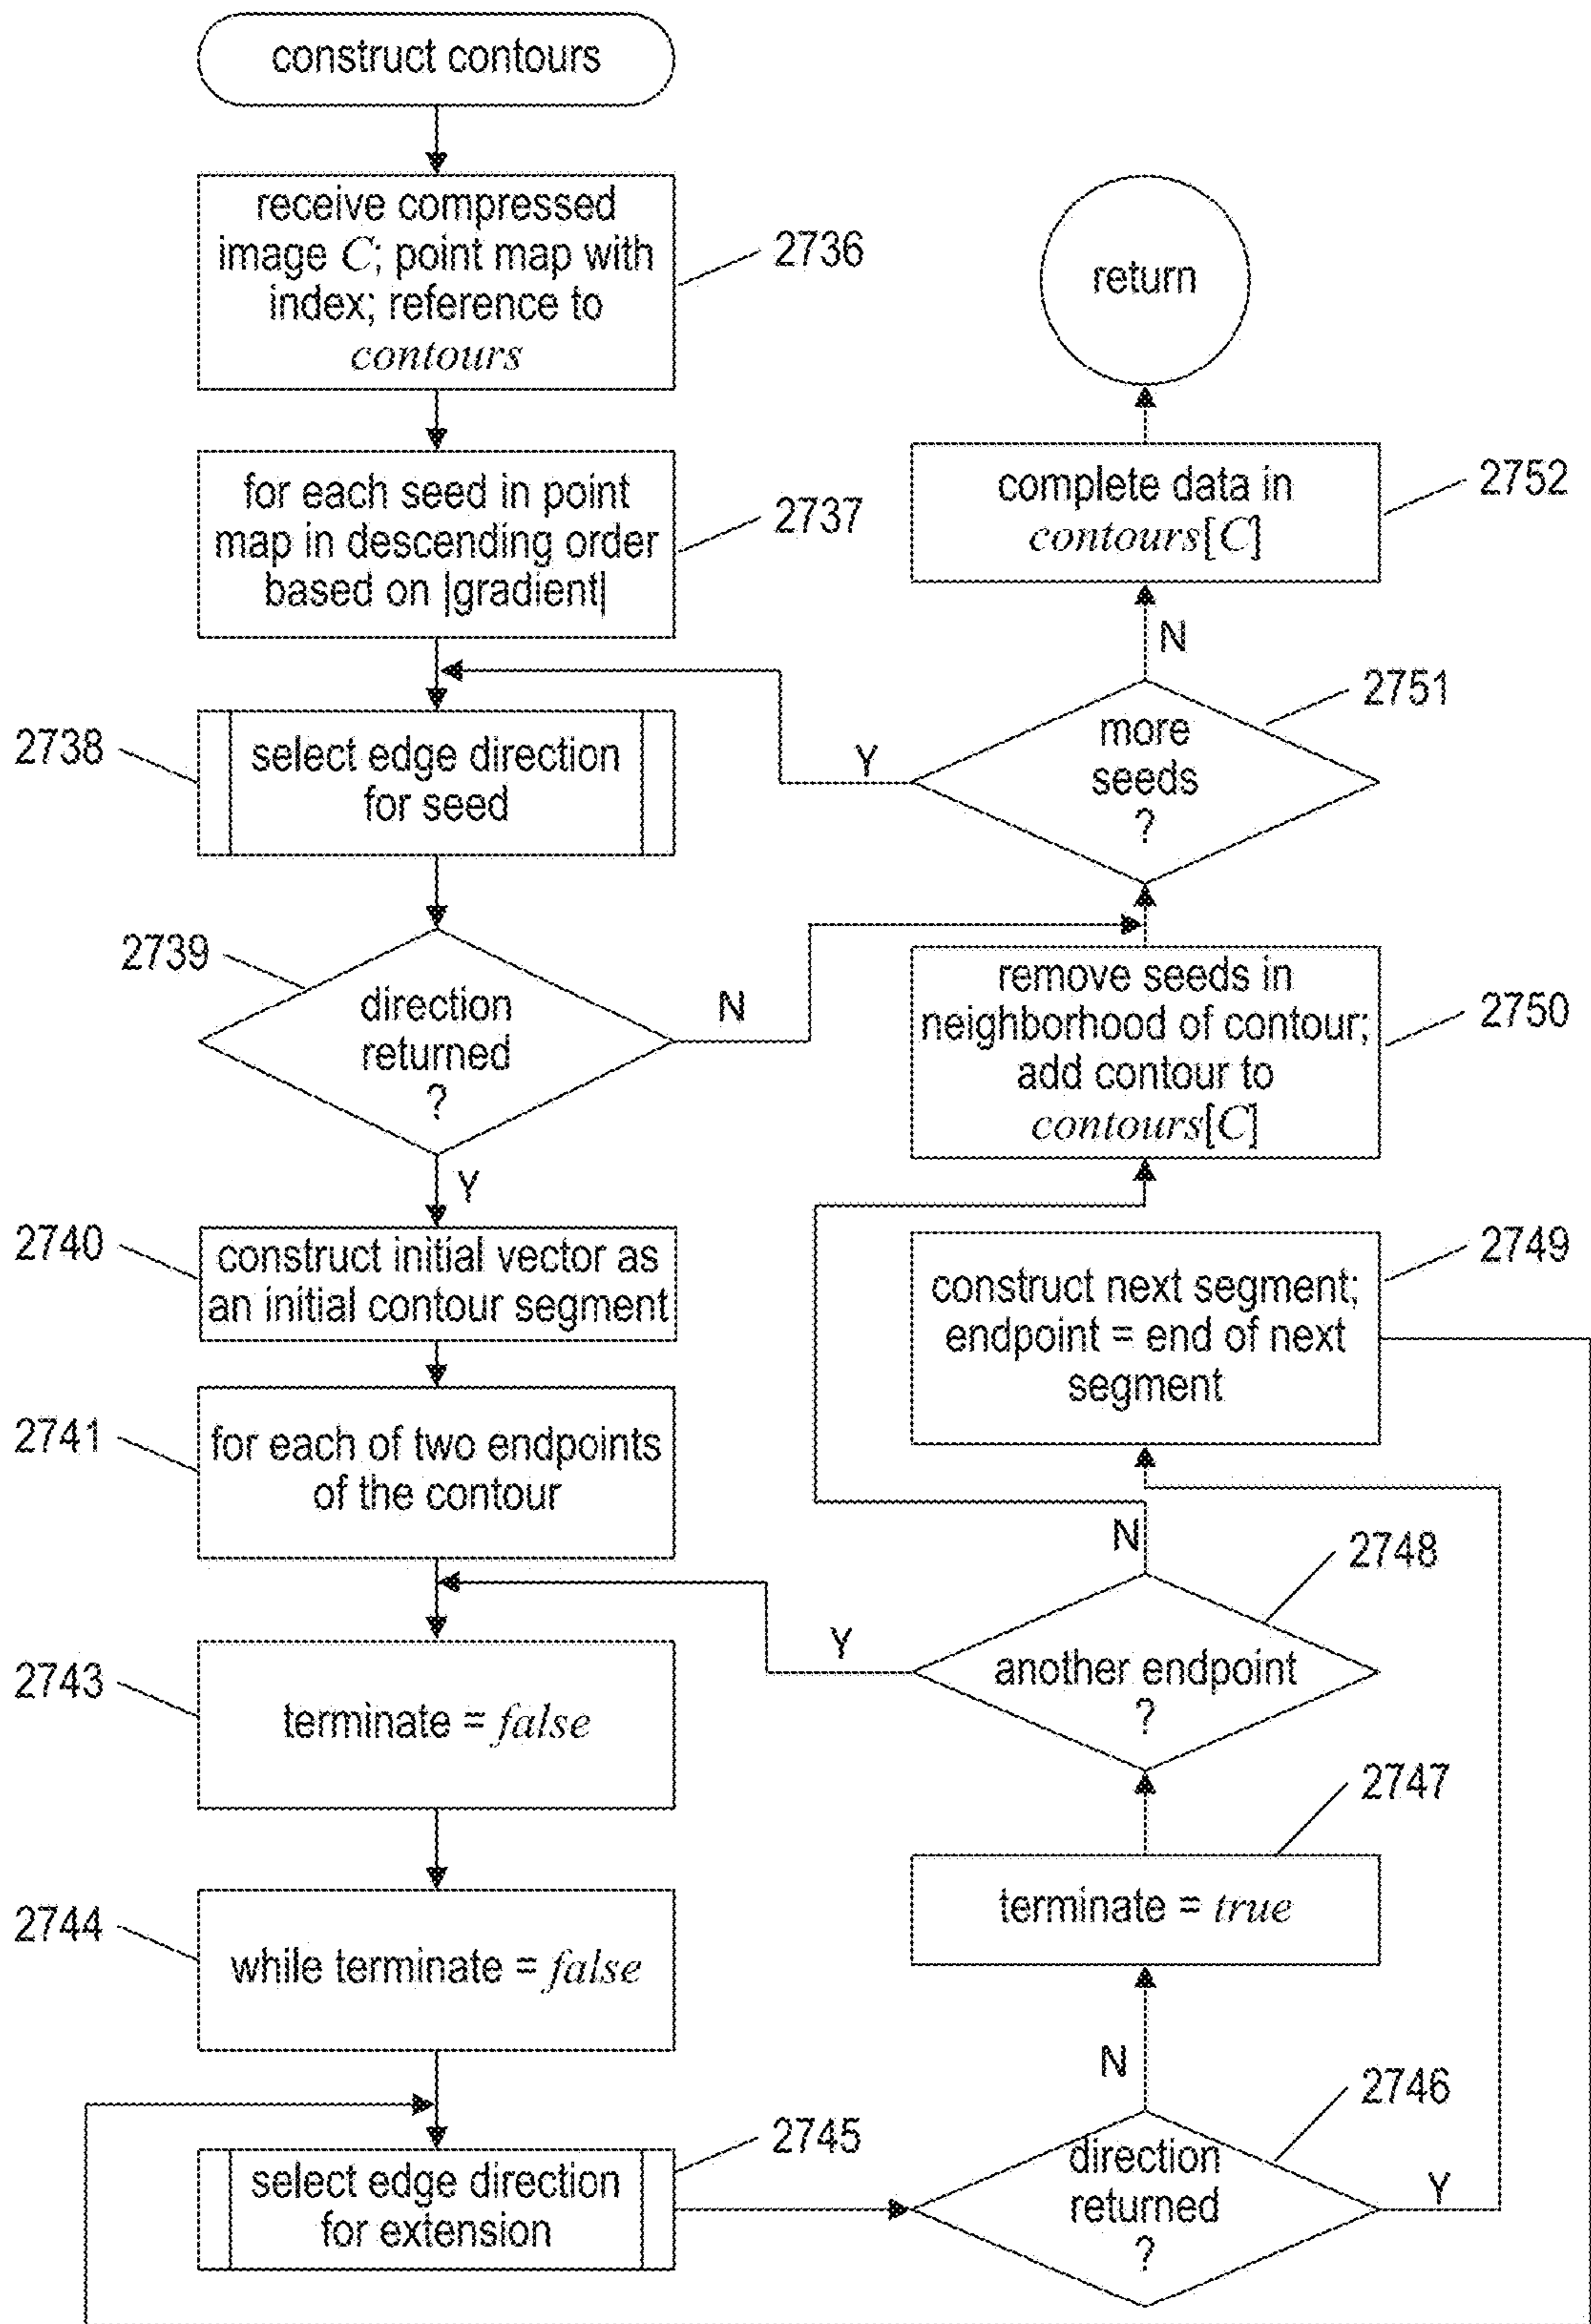 construct contours
receive compressed
image C; point map with
index; reference to
contours
2736
for each seed in point
map in descending order
based on |gradient|
2737
2738
select edge direction
for seed
2739
direction
returned
?
N
Y
2740
construct initial vector as
an initial contour segment
2741
for each of two endpoints
of the contour
2743
terminate = false
2744
while terminate = false
select edge direction
for extension
2745
direction
returned
?
2746
Y
N
terminate = true
2747
another endpoint
?
2748
Y
N
construct next segment;
endpoint = end of next
segment
2749
remove seeds in
neighborhood of contour;
add contour to
contours[C]
2750
more
seeds
?
2751
Y
N
complete data in
contours[C]
2752
return